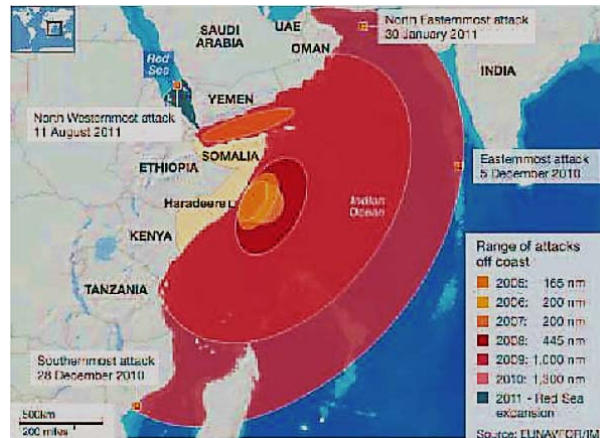 North Easternmost attack
30 January 2011
SAUDI
ARABIA
UAE
OMAN
Red
Sea
INDIA
North Westernmost attack
11 August 2011
YEMEN
SOMALIA
ETHIOPIA
Easternmost attack
5 December 2010
Haradeere
Indian
Ocean
KENYA
TANZANIA
Range of attacks
off coast
2005: 165 nm
2006: 200 nm
2007: 200 nm
2008: 445 nm
2009: 1,000 nm
2010: 1,300 nm
2011 - Red Sea
expansion
Southernmost attack
28 December 2010
500km
200 miles
Source: EUNAVFOR/IM